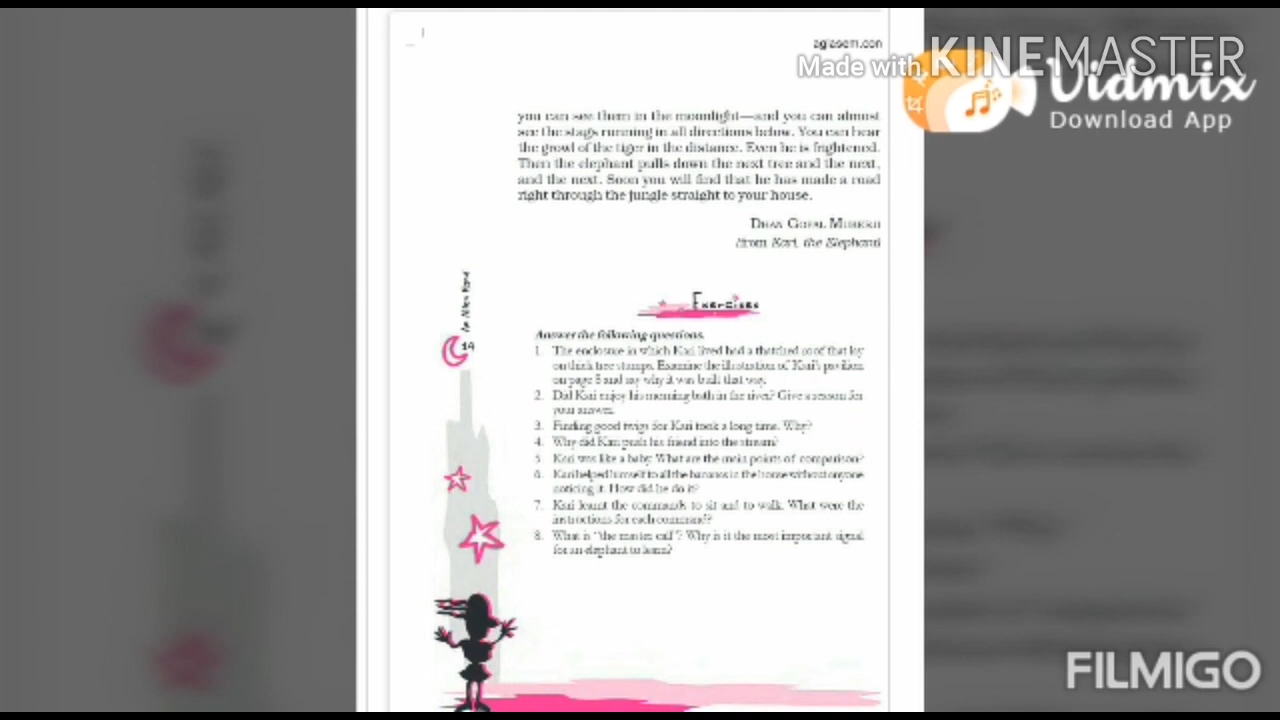 aglasem.com
Made with KINEMASTER
Vidmix
Download App
you can see them in the moonlight—and you can almost
see the stags running in all directions below. You can hear
the growl of the tiger in the distance. Even he is frightened.
Then the elephant pulls down the next tree and the next,
and the next. Soon you will find that he has made a road
right through the jungle straight to your house.
DHAN GOPAL MUKERJI
from Kari, the Elephant
Exercises
Answer the following questions.
1. The enclosure in which Kari lived had a thatched roof that lay
on thick tree stumps. Examine the illustration of Kari's pavilion
on page 8 and say why it was built that way.
2. Did Kari enjoy his morning bath in the river? Give a reason for
your answer.
3. Finding good twigs for Kari took a long time. Why?
4. Why did Kari push his friend into the stream?
5. Kari was like a baby. What are the main points of comparison?
6. Kari helped himself to all the bananas in the house without anyone
noticing it. How did he do it?
7. Kari learnt the commands to sit and to walk. What were the
instructions for each command?
8. What is “the master call”? Why is it the most important signal
for an elephant to learn?
14
FILMIGO